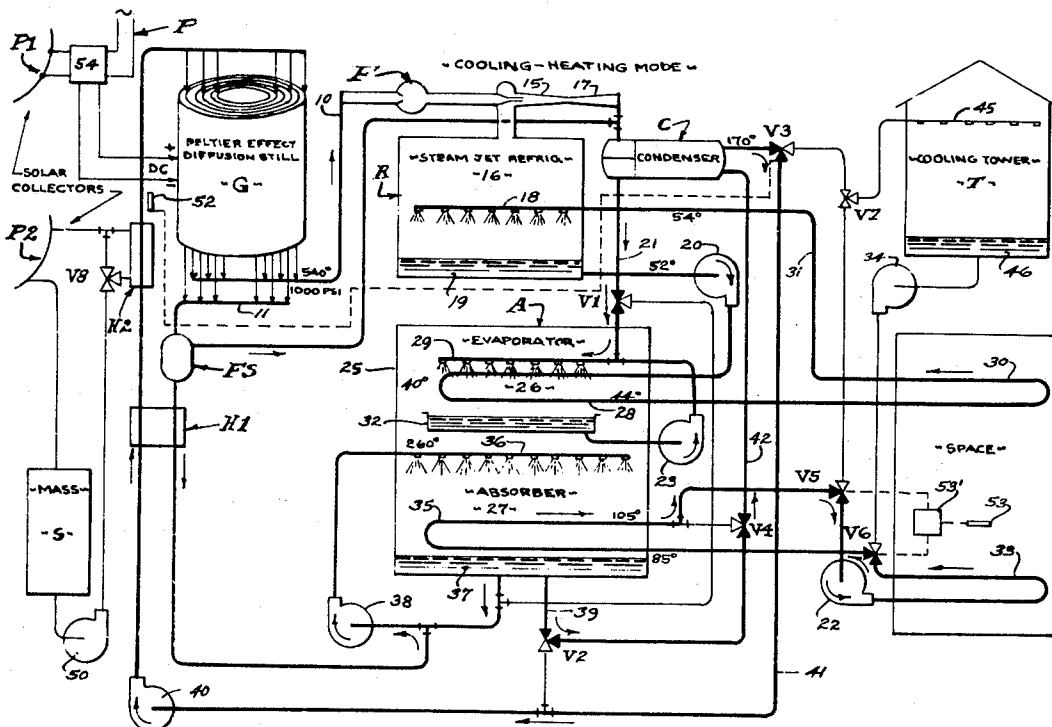 ~COOLING-HEATING MODE~
P1
54
~
P
E'
15
17
10
C
V3
170°
45
PELTIER EFFECT
DIFFUSION STILL
~G~
+
DC
−
SOLAR
COLLECTORS
52
P2
V8
H2
540°
1000 PSI
11
FS
H1
~STEAM JET REFRIG~
~16~
R
18
54°
52°
19
CONDENSER
21
20
V1
31
~COOLING TOWER~
~T~
V7
34
46
A
~EVAPORATOR~
29
25
~26~
40°
44°
28
30
32
23
42
260°
36
~ABSORBER~
~27~
35
105°
85°
37
V4
V5
V6
~SPACE~
53'
53
33
22
~MASS~
~S~
50
38
39
V2
40
41